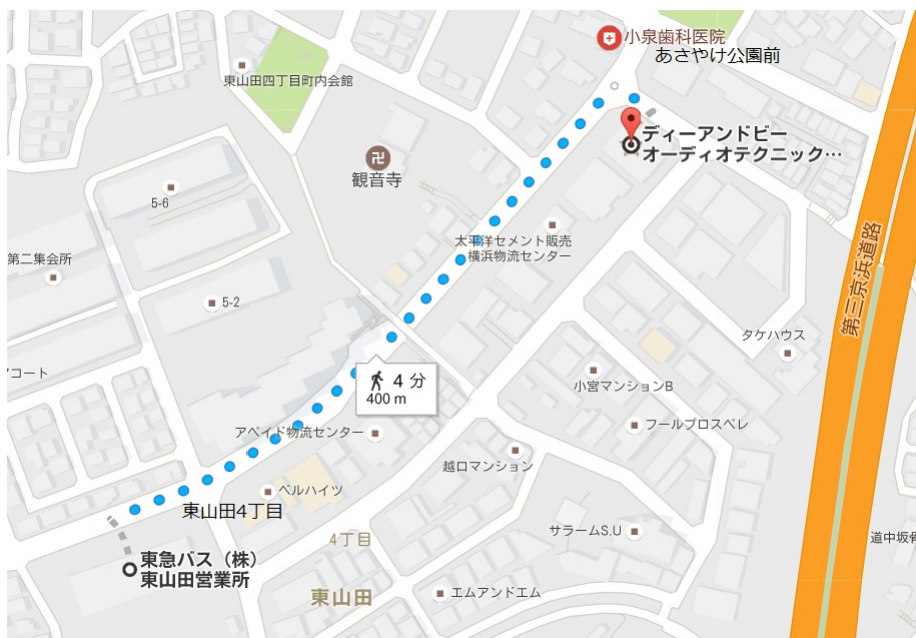 小泉歯科医院
あさやけ公園前
東山田四丁目町内会館
ディーアンドビー
オーディオテクニック…
卍
観音寺
5-6
太平洋セメント販売
横浜物流センター
第三京浜道路
第二集会所
5-2
タケハウス
コート
4 分
400 m
小宮マンションB
フールブロスペレ
アペイド物流センター
越口マンション
ベルハイツ
東山田4丁目
サラームS.U
4丁目
道中坂
東急バス（株）
東山田営業所
東山田
エムアンドエム